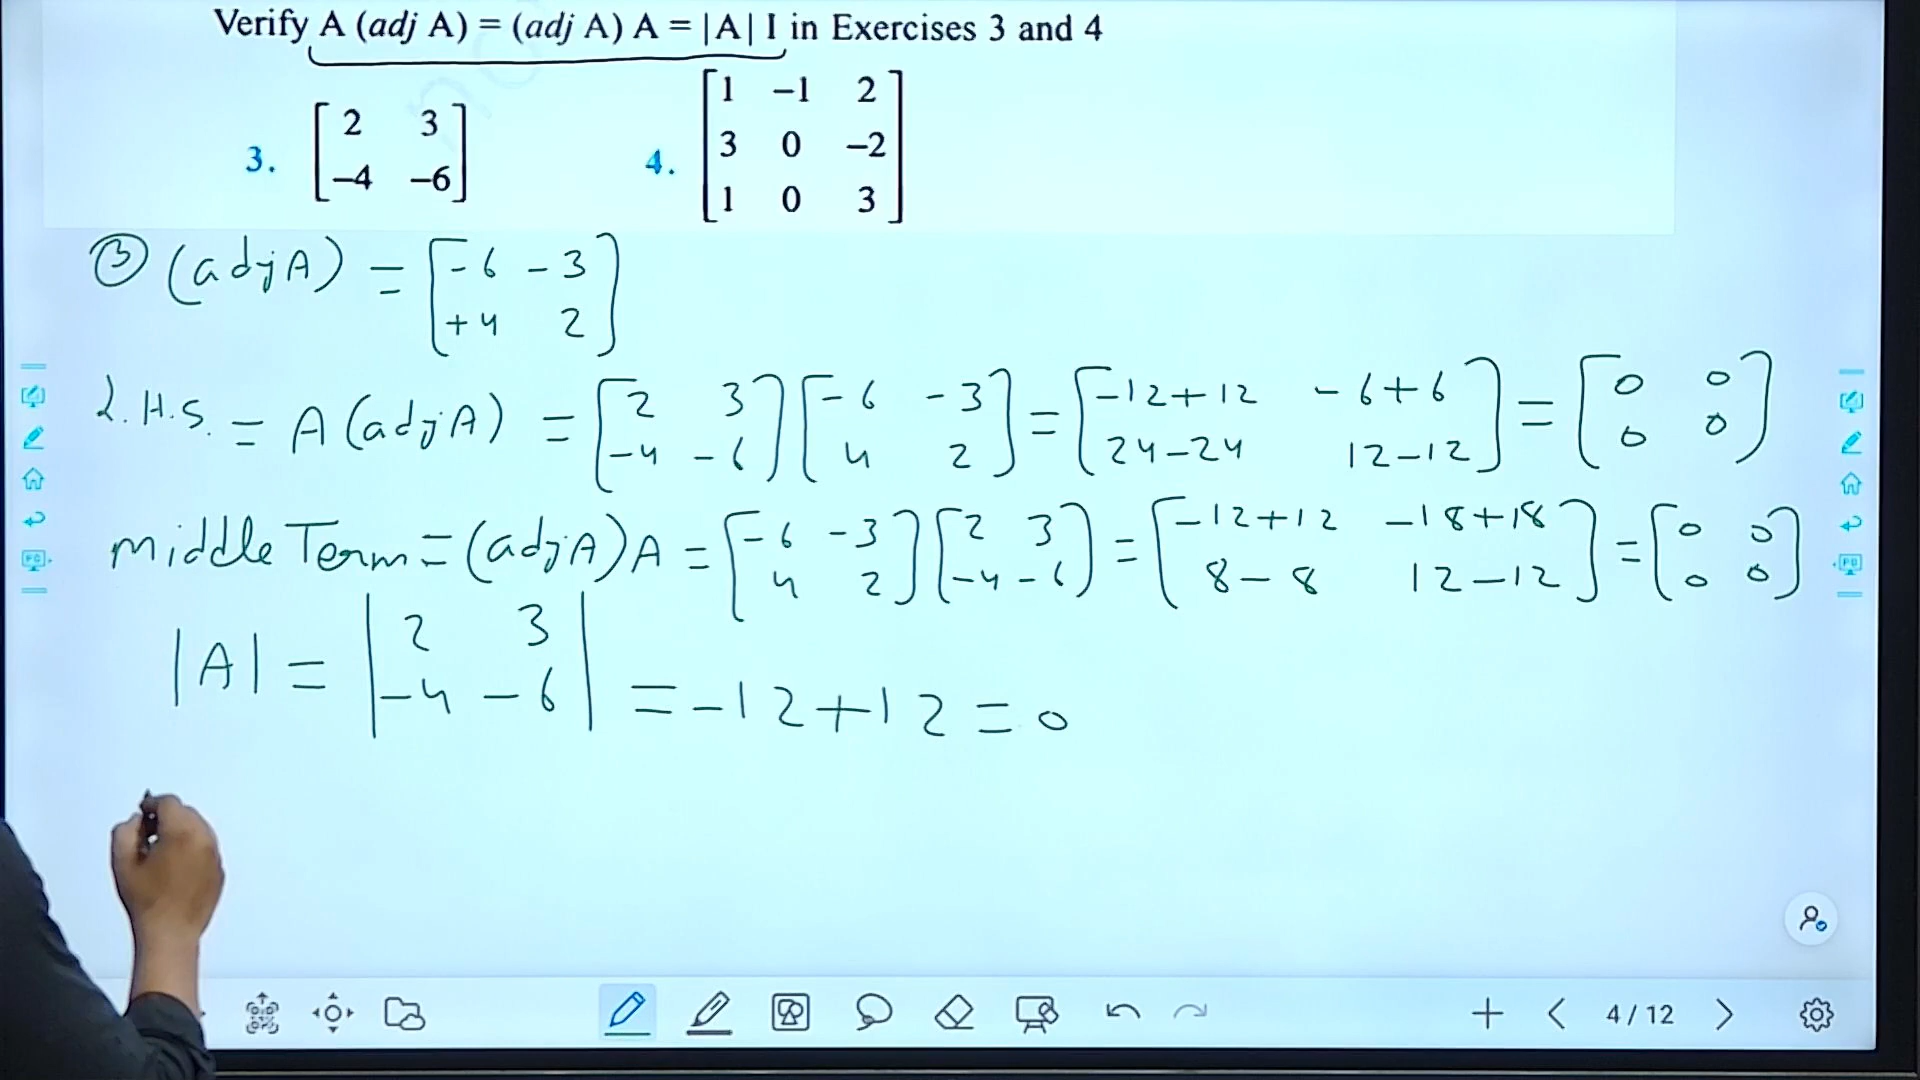 Verify A (adj A) = (adj A) A = |A| I in Exercises 3 and 4
3. [2 3
-4 -6]
4. [1 -1 2
3 0 -2
1 0 3]
③ (adjA) = [-6 -3
+4 2]
L.H.S. = A(adjA) = [2 3
-4 -6] [-6 -3
4 2] = [-12+12 -6+6
24-24 12-12] = [0 0
0 0]
middle Term = (adjA)A = [-6 -3
4 2] [2 3
-4 -6] = [-12+12 -18+18
8-8 12-12] = [0 0
0 0]
|A| = |2 3
-4 -6| = -12+12 = 0
4/12